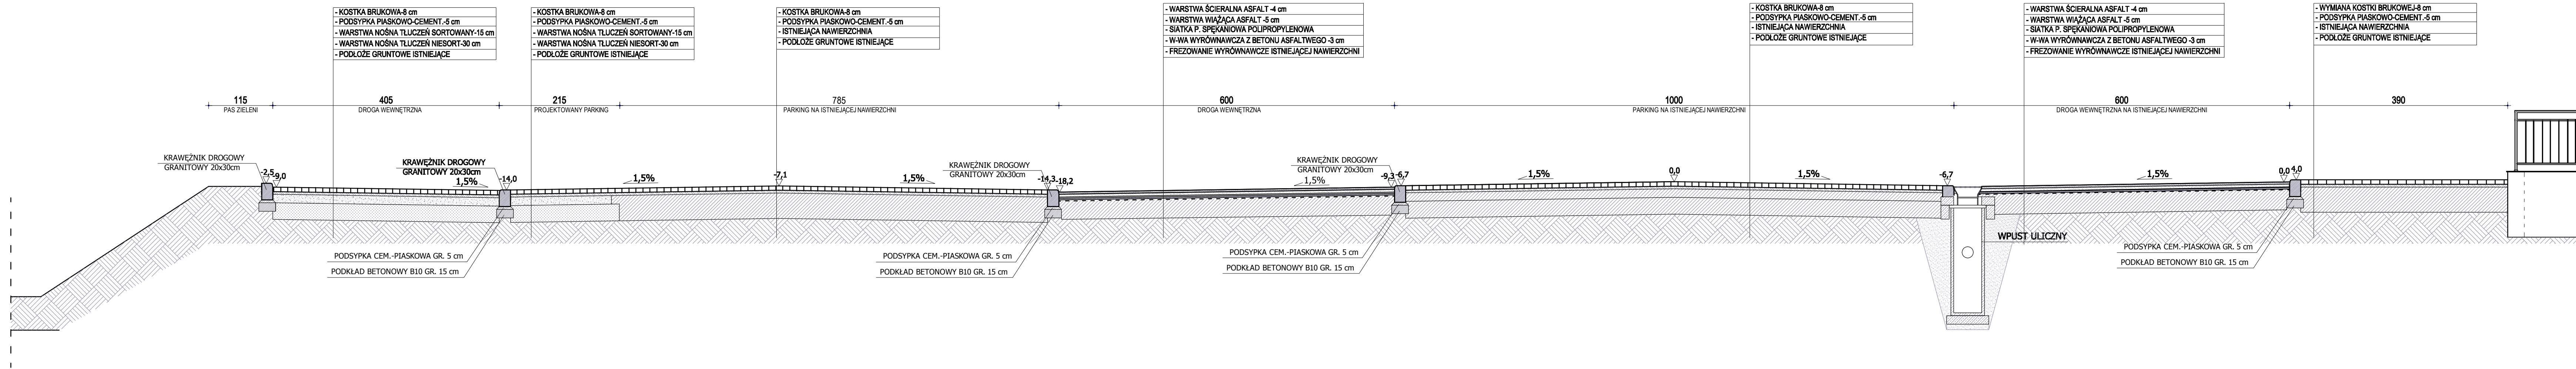 - KOSTKA BRUKOWA-8 cm
- PODSYPKA PIASKOWO-CEMENT.-5 cm
- WARSTWA NOŚNA TŁUCZEŃ SORTOWANY-15 cm
- WARSTWA NOŚNA TŁUCZEŃ NIESORT-30 cm
- PODŁOŻE GRUNTOWE ISTNIEJĄCE
- KOSTKA BRUKOWA-8 cm
- PODSYPKA PIASKOWO-CEMENT.-5 cm
- WARSTWA NOŚNA TŁUCZEŃ SORTOWANY-15 cm
- WARSTWA NOŚNA TŁUCZEŃ NIESORT-30 cm
- PODŁOŻE GRUNTOWE ISTNIEJĄCE
- KOSTKA BRUKOWA-8 cm
- PODSYPKA PIASKOWO-CEMENT.-5 cm
- ISTNIEJĄCA NAWIERZCHNIA
- PODŁOŻE GRUNTOWE ISTNIEJĄCE
- WARSTWA ŚCIERALNA ASFALT -4 cm
- WARSTWA WIĄŻĄCA ASFALT -5 cm
- SIATKA P. SPĘKANIOWA POLIPROPYLENOWA
- W-WA WYRÓWNAWCZA Z BETONU ASFALTWEGO -3 cm
- FREZOWANIE WYRÓWNAWCZE ISTNIEJĄCEJ NAWIERZCHNI
- KOSTKA BRUKOWA-8 cm
- PODSYPKA PIASKOWO-CEMENT.-5 cm
- ISTNIEJĄCA NAWIERZCHNIA
- PODŁOŻE GRUNTOWE ISTNIEJĄCE
- WARSTWA ŚCIERALNA ASFALT -4 cm
- WARSTWA WIĄŻĄCA ASFALT -5 cm
- SIATKA P. SPĘKANIOWA POLIPROPYLENOWA
- W-WA WYRÓWNAWCZA Z BETONU ASFALTWEGO -3 cm
- FREZOWANIE WYRÓWNAWCZE ISTNIEJĄCEJ NAWIERZCHNI
- WYMIANA KOSTKI BRUKOWEJ-8 cm
- PODSYPKA PIASKOWO-CEMENT.-5 cm
- ISTNIEJĄCA NAWIERZCHNIA
- PODŁOŻE GRUNTOWE ISTNIEJĄCE
115
PAS ZIELENI
405
DROGA WEWNĘTRZNA
215
PROJEKTOWANY PARKING
785
PARKING NA ISTNIEJĄCEJ NAWIERZCHNI
600
DROGA WEWNĘTRZNA
1000
PARKING NA ISTNIEJĄCEJ NAWIERZCHNI
600
DROGA WEWNĘTRZNA NA ISTNIEJĄCEJ NAWIERZCHNI
390
KRAWĘŻNIK DROGOWY
GRANITOWY 20x30cm
-2,5
-9,0
KRAWĘŻNIK DROGOWY
GRANITOWY 20x30cm
1,5%
-14,0
1,5%
-7,1
1,5%
KRAWĘŻNIK DROGOWY
GRANITOWY 20x30cm
-14,3
-18,2
KRAWĘŻNIK DROGOWY
GRANITOWY 20x30cm
1,5%
-9,3
-6,7
1,5%
0,0
1,5%
-6,7
1,5%
0,0
4,0
WPUST ULICZNY
PODSYPKA CEM.-PIASKOWA GR. 5 cm
PODKŁAD BETONOWY B10 GR. 15 cm
PODSYPKA CEM.-PIASKOWA GR. 5 cm
PODKŁAD BETONOWY B10 GR. 15 cm
PODSYPKA CEM.-PIASKOWA GR. 5 cm
PODKŁAD BETONOWY B10 GR. 15 cm
PODSYPKA CEM.-PIASKOWA GR. 5 cm
PODKŁAD BETONOWY B10 GR. 15 cm